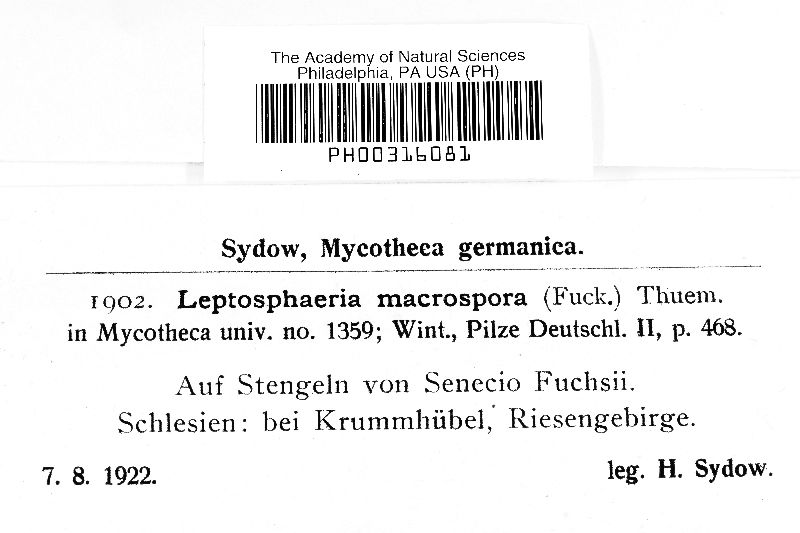 The Academy of Natural Sciences
Philadelphia, PA USA (PH)
PH00316081
Sydow, Mycotheca germanica.
1902. Leptosphaeria macrospora (Fuck.) Thuem.
in Mycotheca univ. no. 1359; Wint., Pilze Deutschl. II, p. 468.
Auf Stengeln von Senecio Fuchsii.
Schlesien: bei Krummhübel, Riesengebirge.
7. 8. 1922. leg. H. Sydow.